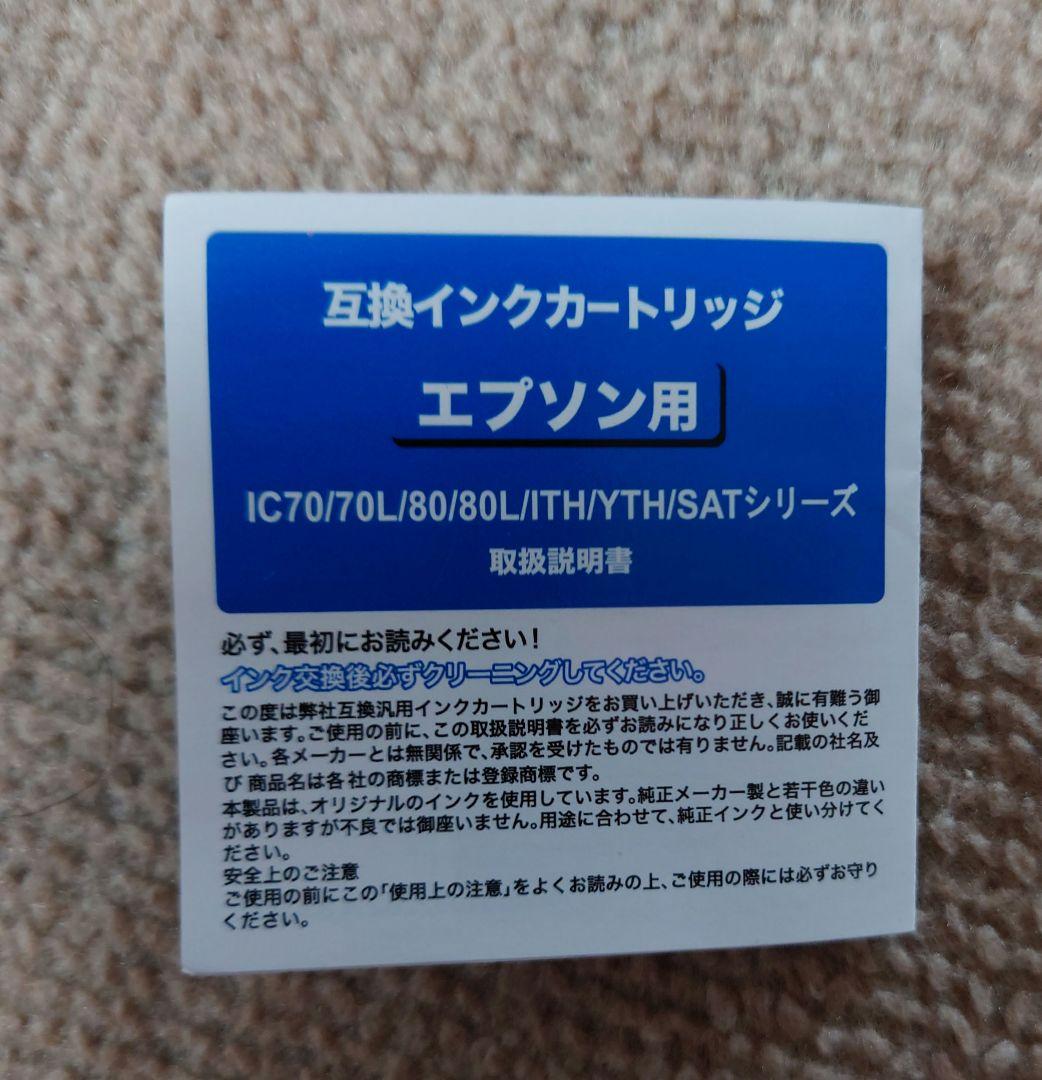 互換インクカートリッジ
エプソン用
IC70/70L/80/80L/ITH/YTH/SATシリーズ
取扱説明書
必ず、最初にお読みください！
インク交換後必ずクリーニングしてください。
この度は弊社互換汎用インクカートリッジをお買い上げいただき、誠に有難う御
座います。ご使用の前に、この取扱説明書を必ずお読みになり正しくお使いくだ
さい。各メーカーとは無関係で、承認を受けたものでは有りません。記載の社名及
び 商品名は各社の商標または登録商標です。
本製品は、オリジナルのインクを使用しています。純正メーカー製と若干色の違い
がありますが不良では御座いません。用途に合わせて、純正インクと使い分けてく
ださい。
安全上のご注意
ご使用の前にこの「使用上の注意」をよくお読みの上、ご使用の際には必ずお守り
ください。